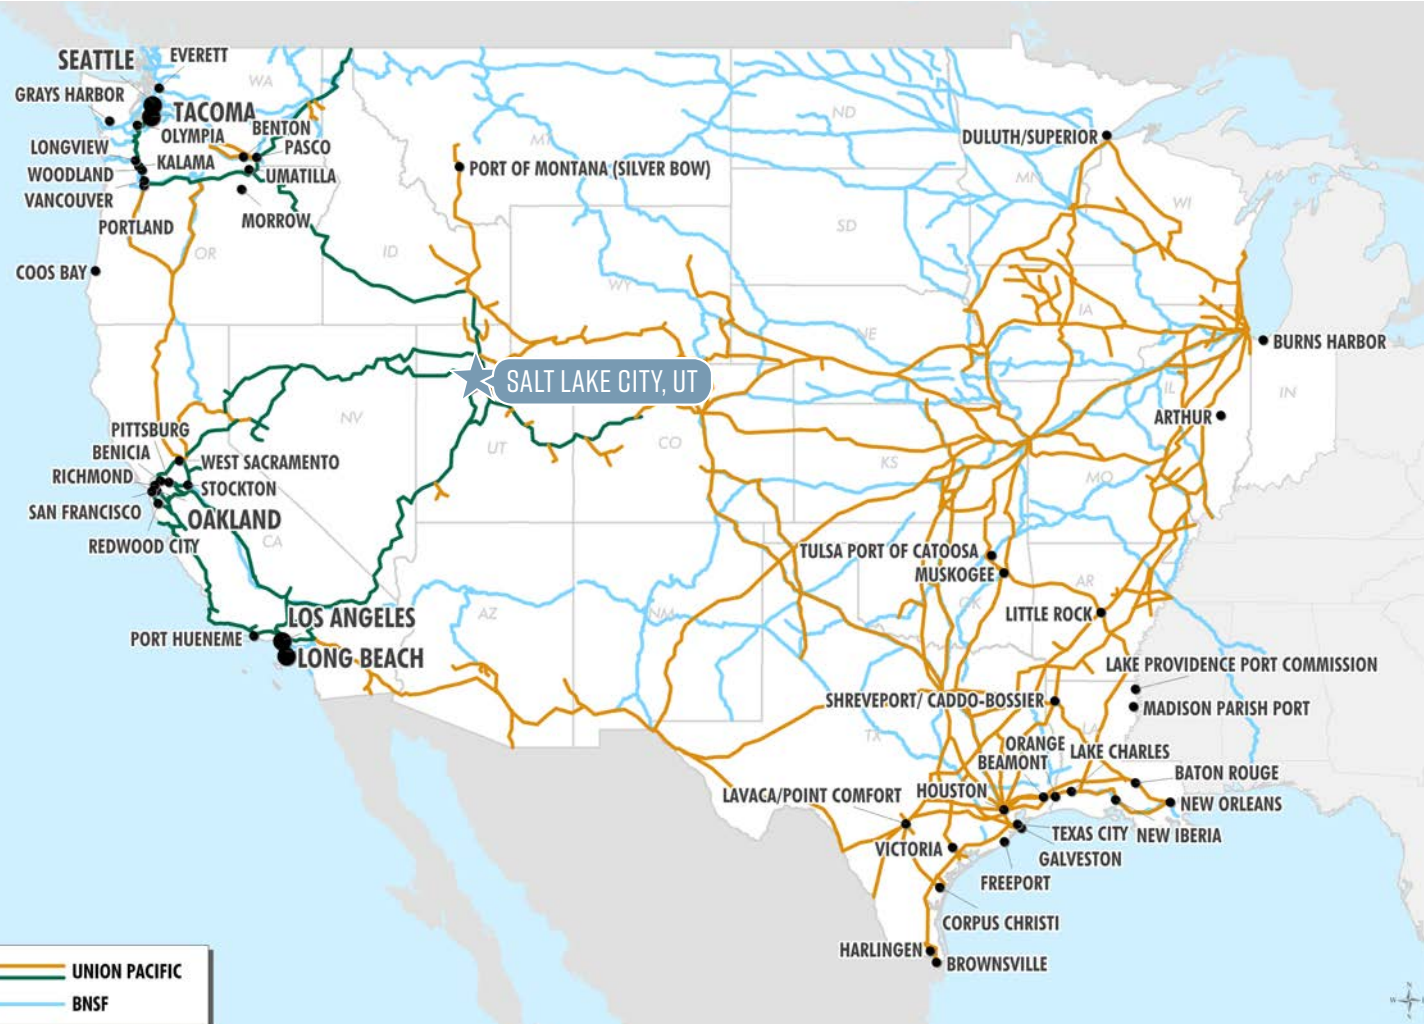 EVERETT
SEATTLE
WA
GRAYS HARBOR
TACOMA
ND
BENTON
OLYMPIA
DULUTH/SUPERIOR
MT
LONGVIEW
PASCO
KALAMA
PORT OF MONTANA (SILVER BOW)
WOODLAND
UMATILLA
MN
VANCOUVER
WI
MORROW
PORTLAND
SD
OR
ID
COOS BAY
WY
IA
NE
BURNS HARBOR
SALT LAKE CITY, UT
IL
IN
NV
ARTHUR
PITTSBURG
CO
UT
BENICIA
WEST SACRAMENTO
KS
RICHMOND
MO
STOCKTON
SAN FRANCISCO
OAKLAND
CA
REDWOOD CITY
TULSA PORT OF CATOOSA
MUSKOGEE
AR
OK
AZ
NM
LITTLE ROCK
LOS ANGELES
PORT HUENEME
LONG BEACH
LAKE PROVIDENCE PORT COMMISSION
SHREVEPORT/ CADDO-BOSSIER
MADISON PARISH PORT
LA
TX
ORANGE
LAKE CHARLES
BEAMONT
BATON ROUGE
HOUSTON
LAVACA/POINT COMFORT
NEW ORLEANS
TEXAS CITY
NEW IBERIA
VICTORIA
GALVESTON
FREEPORT
CORPUS CHRISTI
HARLINGEN
BROWNSVILLE
UNION PACIFIC
BNSF
W